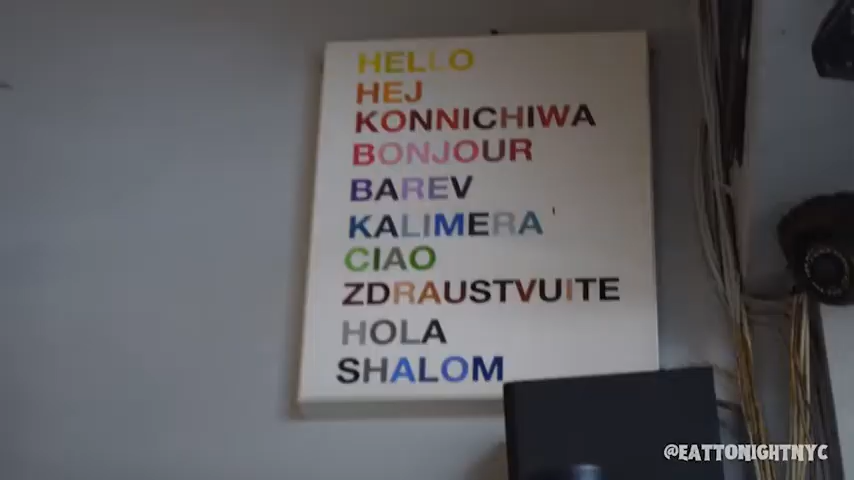 HELLO
HEJ
KONNICHIWA
BONJOUR
BAREV
KALIMERA
CIAO
ZDRAUSTVUITE
HOLA
SHALOM
@EATTONIGHTNYC